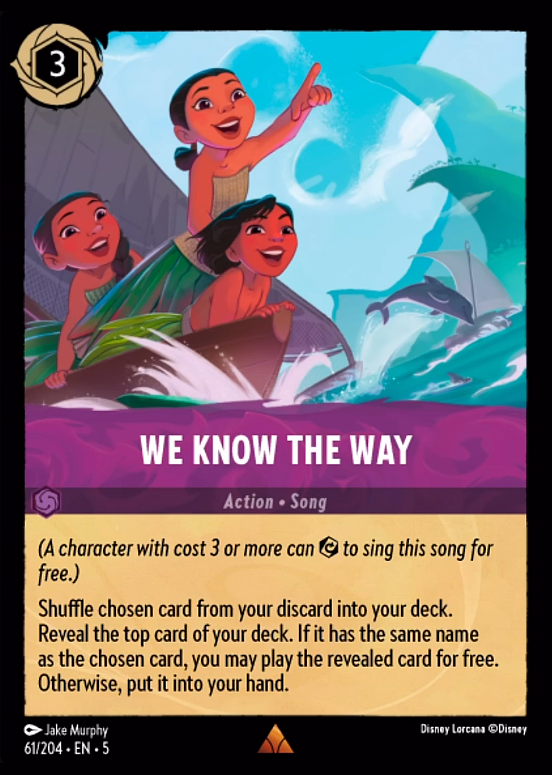 3
WE KNOW THE WAY
Action • Song
(A character with cost 3 or more can to sing this song for
free.)
Shuffle chosen card from your discard into your deck.
Reveal the top card of your deck. If it has the same name
as the chosen card, you may play the revealed card for free.
Otherwise, put it into your hand.
Jake Murphy
Disney Lorcana ©Disney
61/204 • EN • 5